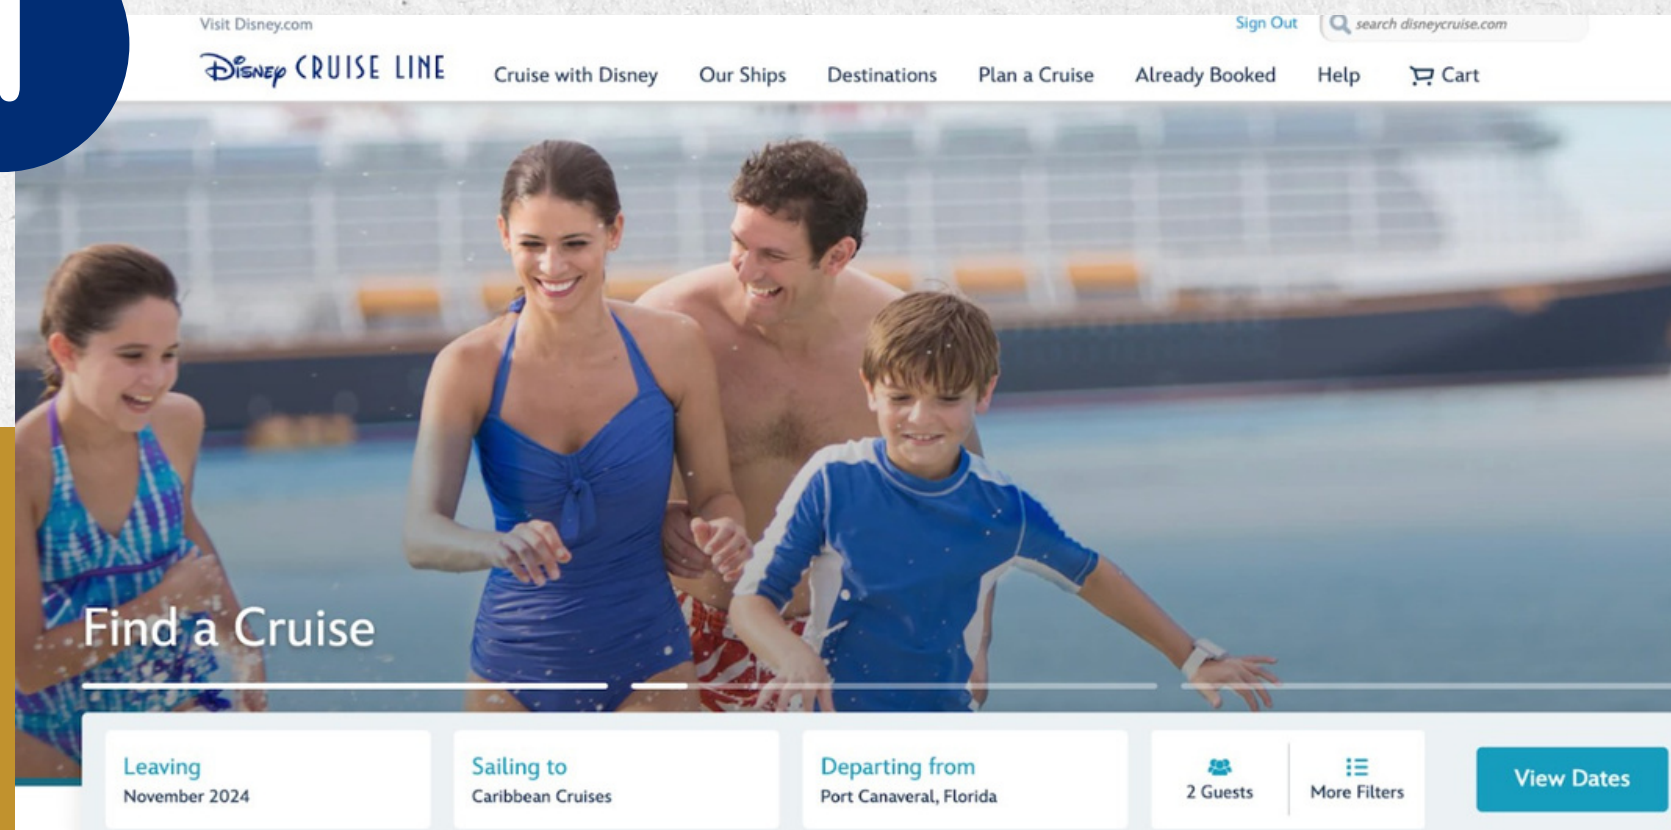 Visit Disney.com
Sign Out
search disneycruise.com
Disney CRUISE LINE
Cruise with Disney
Our Ships
Destinations
Plan a Cruise
Already Booked
Help
Cart
Find a Cruise
Leaving
November 2024
Sailing to
Caribbean Cruises
Departing from
Port Canaveral, Florida
2 Guests
More Filters
View Dates